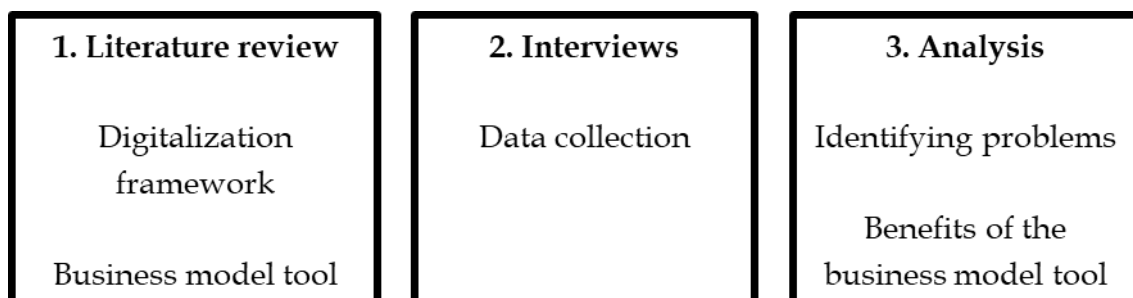 1. Literature review
Digitalization
framework
Business model tool
2. Interviews
Data collection
3. Analysis
Identifying problems
Benefits of the
business model tool